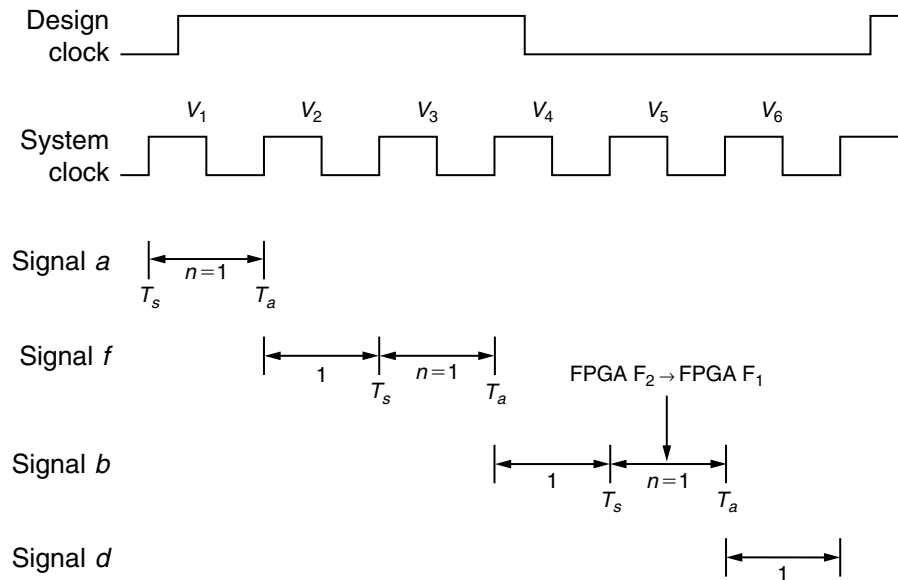 Design
clock
V₁ V₂ V₃ V₄ V₅ V₆
System
clock
Signal a
n=1
Tₛ Tₐ
Signal f
1 n=1
Tₛ Tₐ
FPGA F₂→FPGA F₁
Signal b
1 n=1
Tₛ Tₐ
Signal d
1